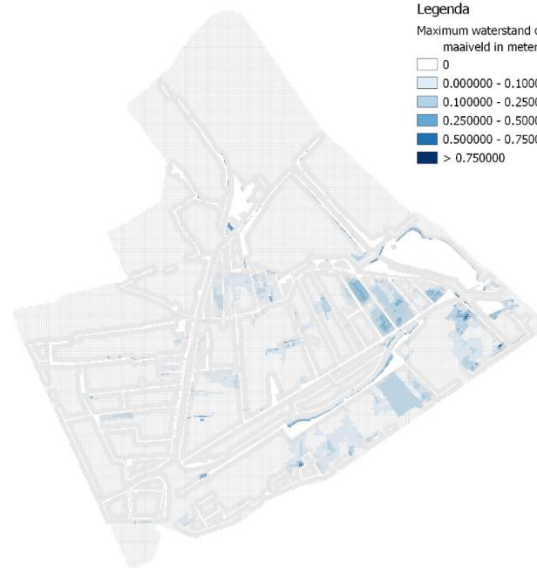 Legenda
Maximum waterstand
maaiveld in meter
0
0.000000 - 0.1000
0.100000 - 0.2500
0.250000 - 0.5000
0.500000 - 0.7500
> 0.750000